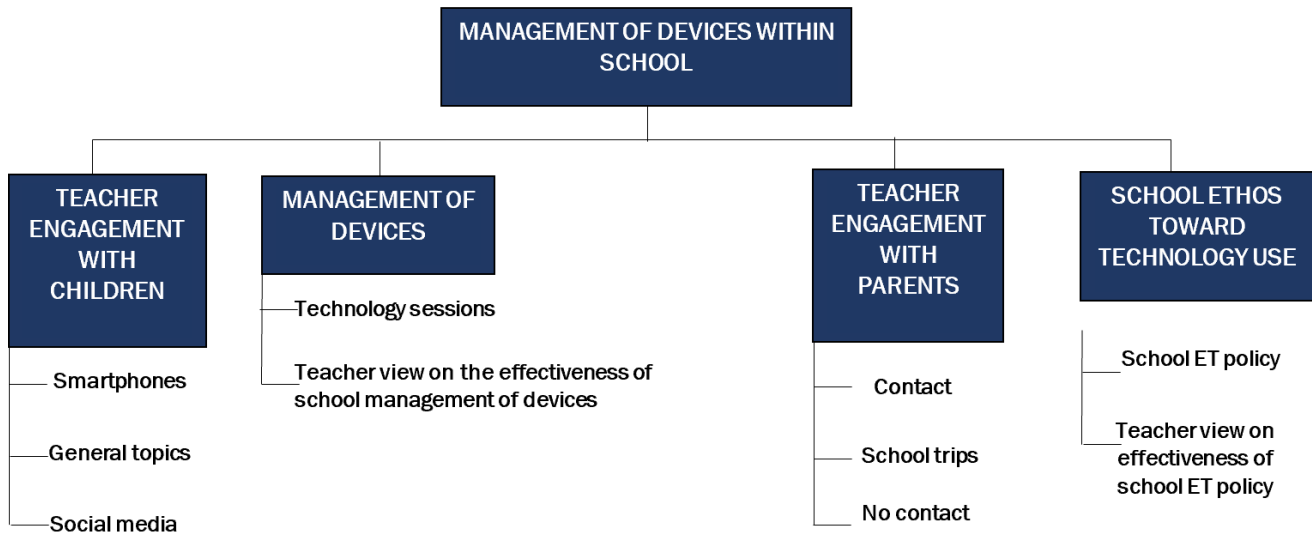 MANAGEMENT OF DEVICES WITHIN
SCHOOL
TEACHER
ENGAGEMENT
WITH
CHILDREN
Smartphones
General topics
Social media
MANAGEMENT OF
DEVICES
Technology sessions
Teacher view on the effectiveness of
school management of devices
TEACHER
ENGAGEMENT
WITH
PARENTS
Contact
School trips
No contact
SCHOOL ETHOS
TOWARD
TECHNOLOGY USE
School ET policy
Teacher view on
effectiveness of
school ET policy